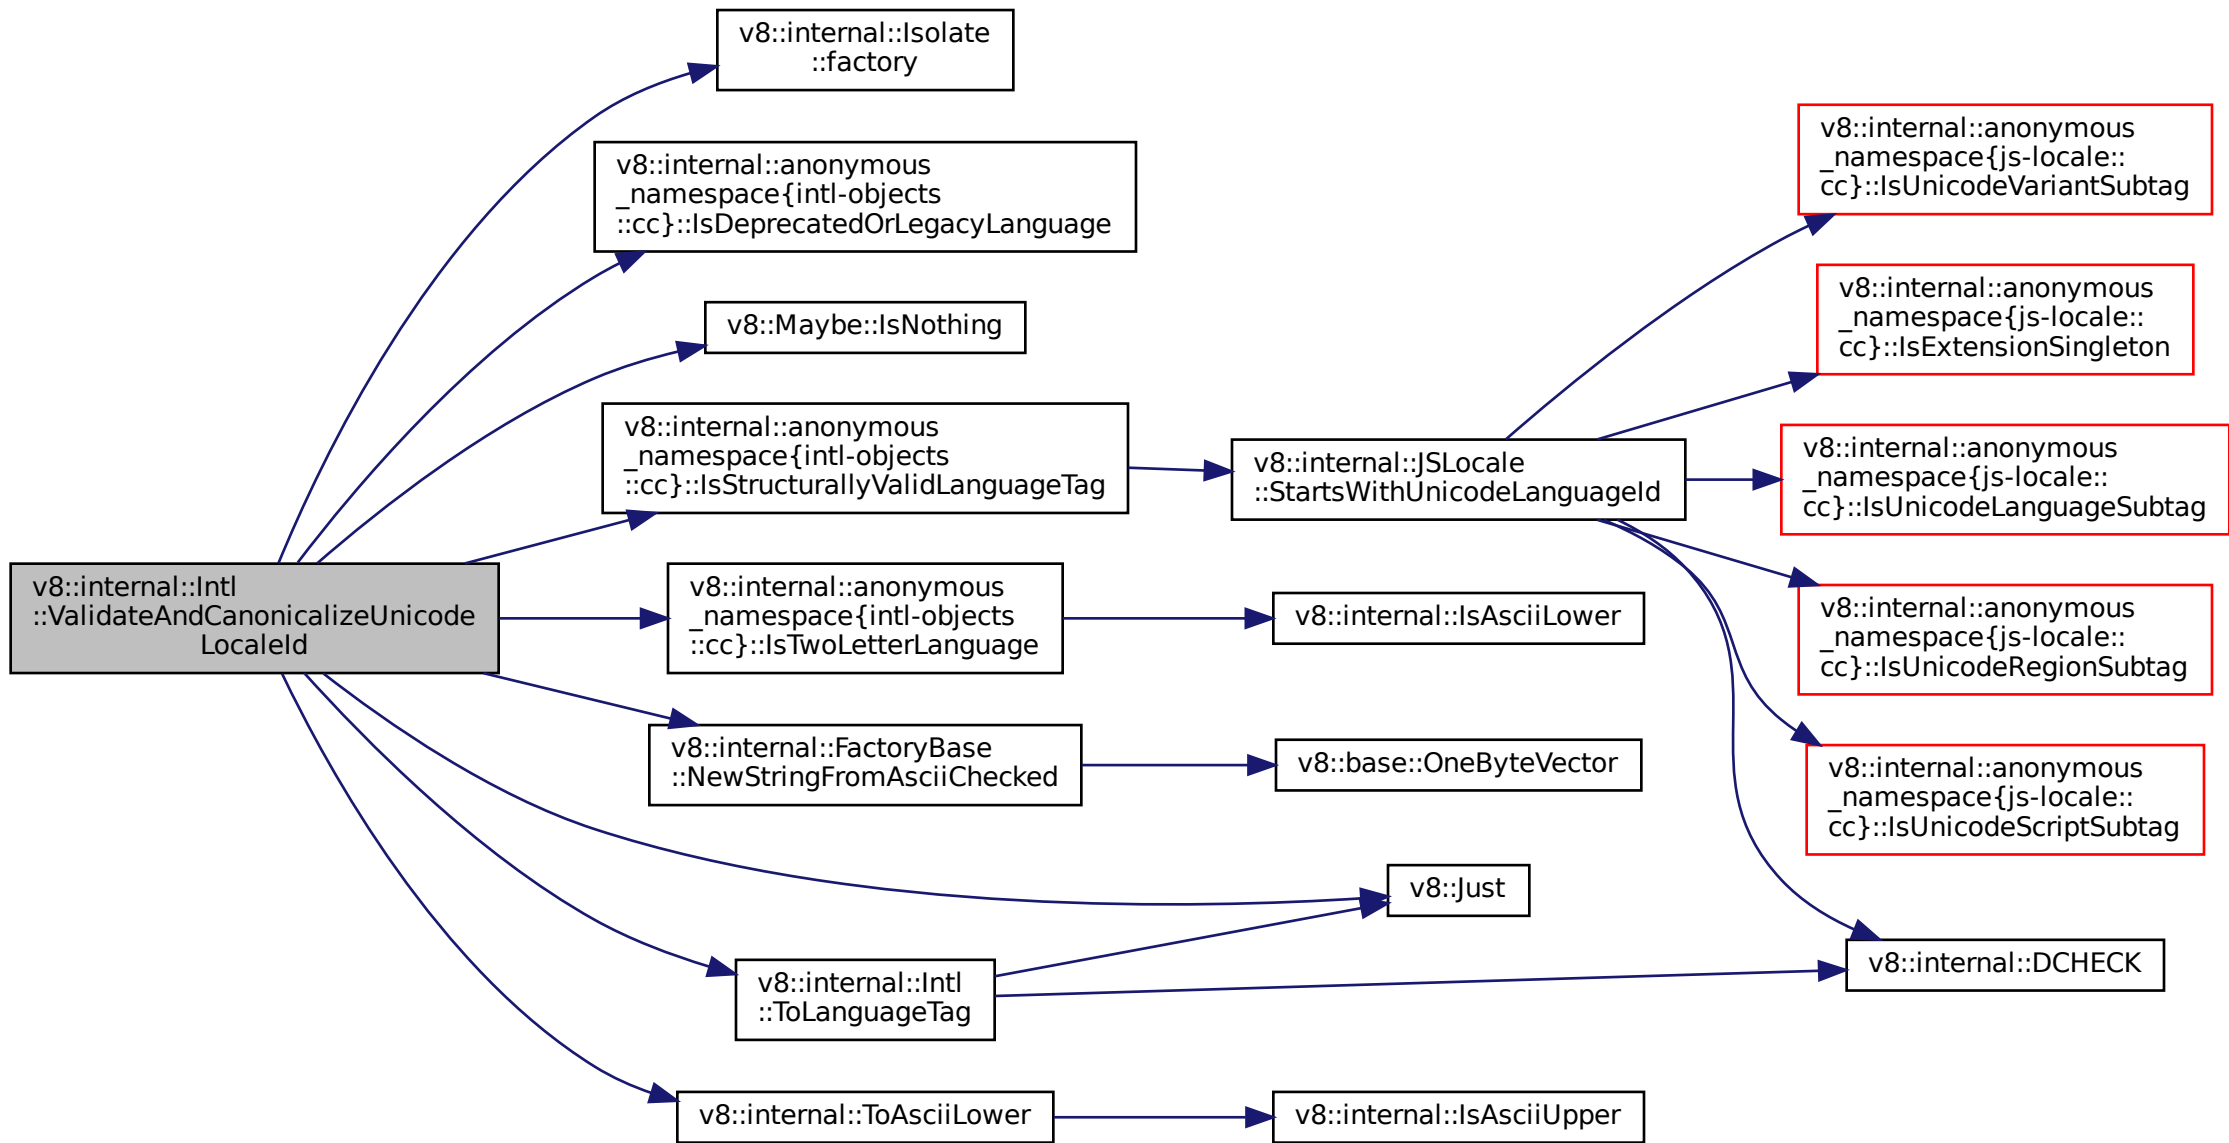 v8::internal::Isolate
::factory
v8::internal::anonymous
_namespace{intl-objects
::cc}::IsDeprecatedOrLegacyLanguage
v8::Maybe::IsNothing
v8::internal::anonymous
_namespace{intl-objects
::cc}::IsStructurallyValidLanguageTag
v8::internal::Intl
::ValidateAndCanonicalizeUnicode
LocaleId
v8::internal::anonymous
_namespace{intl-objects
::cc}::IsTwoLetterLanguage
v8::internal::FactoryBase
::NewStringFromAsciiChecked
v8::internal::Intl
::ToLanguageTag
v8::internal::ToAsciiLower
v8::internal::JSLocale
::StartsWithUnicodeLanguageId
v8::internal::IsAsciiLower
v8::base::OneByteVector
v8::Just
v8::internal::IsAsciiUpper
v8::internal::anonymous
_namespace{js-locale::
cc}::IsUnicodeVariantSubtag
v8::internal::anonymous
_namespace{js-locale::
cc}::IsExtensionSingleton
v8::internal::anonymous
_namespace{js-locale::
cc}::IsUnicodeLanguageSubtag
v8::internal::anonymous
_namespace{js-locale::
cc}::IsUnicodeRegionSubtag
v8::internal::anonymous
_namespace{js-locale::
cc}::IsUnicodeScriptSubtag
v8::internal::DCHECK